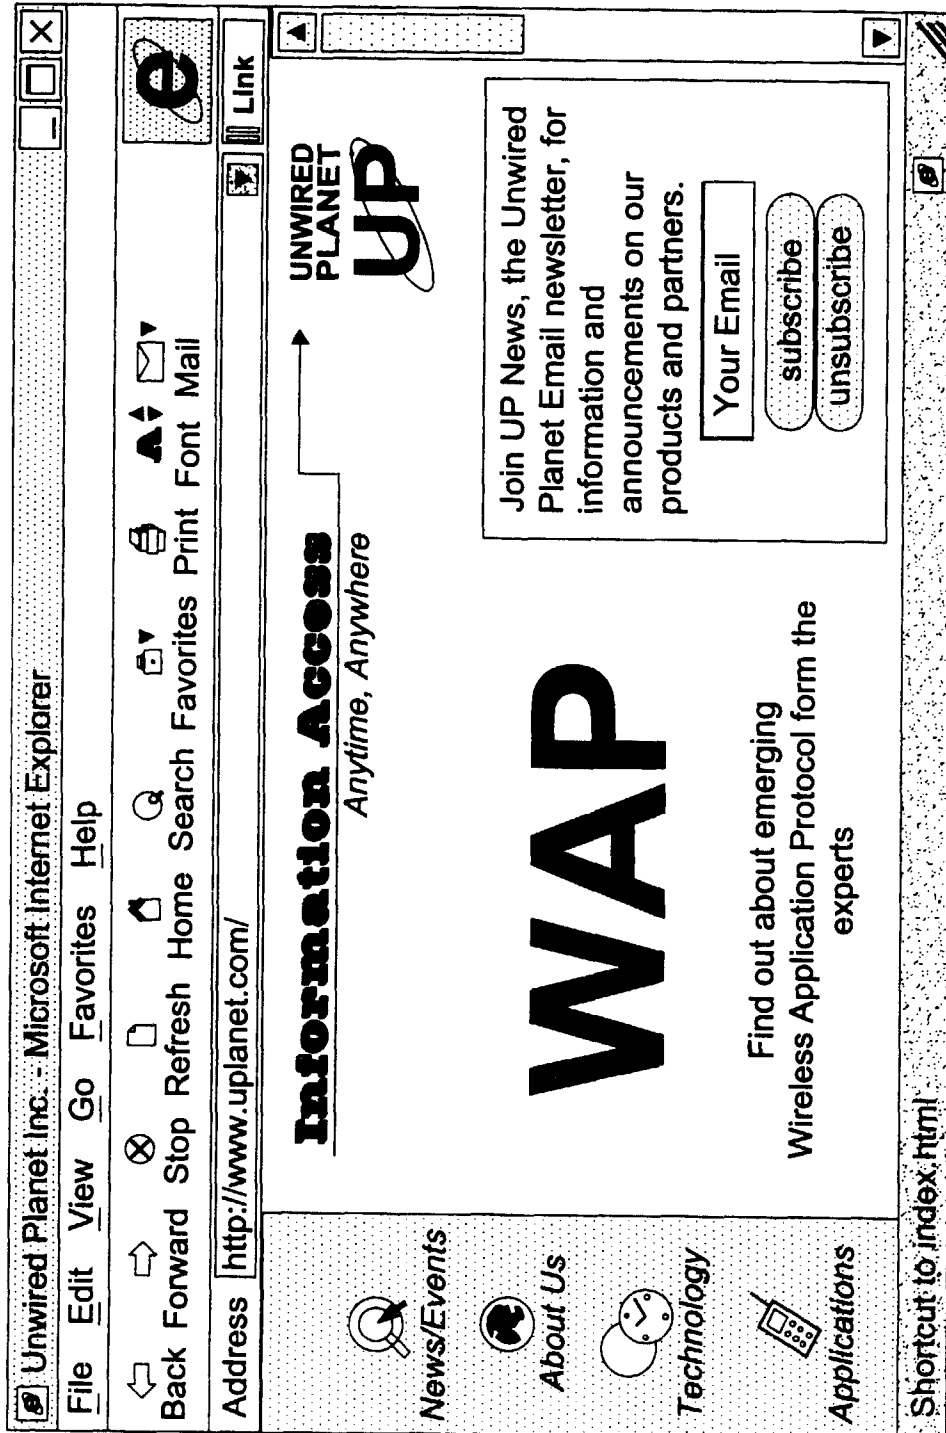 Unwired Planet Inc. - Microsoft Internet Explorer
File Edit View Go Favorites Help
Back Forward Stop Refresh Home Search Favorites Print Font Mail
Address http://www.uplanet.com/ Link
News/Events
About Us
Technology
Applications
Information Access
Anytime, Anywhere
UNWIRED
PLANET
UP
WAP
Find out about emerging
Wireless Application Protocol form the
experts
Join UP News, the Unwired
Planet Email newsletter, for
information and
announcements on our
products and partners.
Your Email
subscribe
unsubscribe
Shortcut to index.html